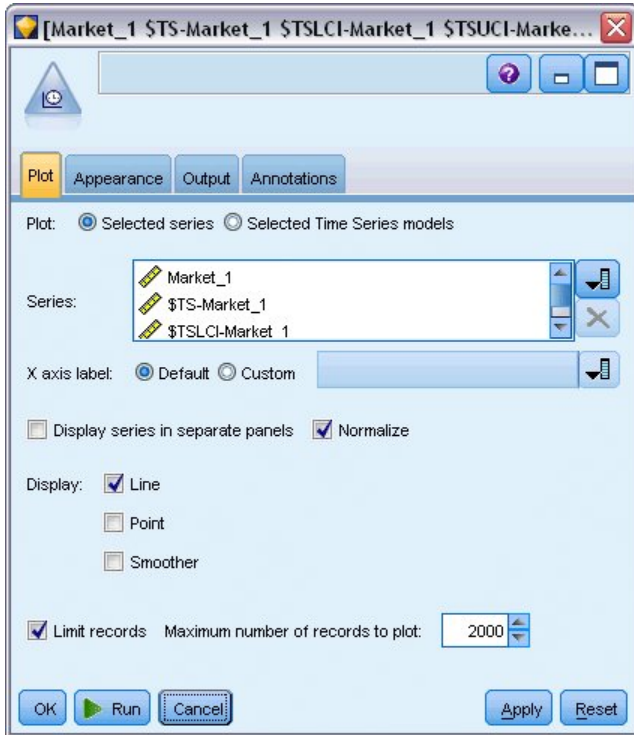 [Market_1 $TS-Market_1 $TSLCI-Market_1 $TSUCI-Marke...
Plot Appearance Output Annotations
Plot: Selected series Selected Time Series models
Series:
Market_1
$TS-Market_1
$TSLCI-Market_1
X axis label: Default Custom
Display series in separate panels Normalize
Display: Line
Point
Smoother
Limit records Maximum number of records to plot: 2000
OK Run Cancel Apply Reset